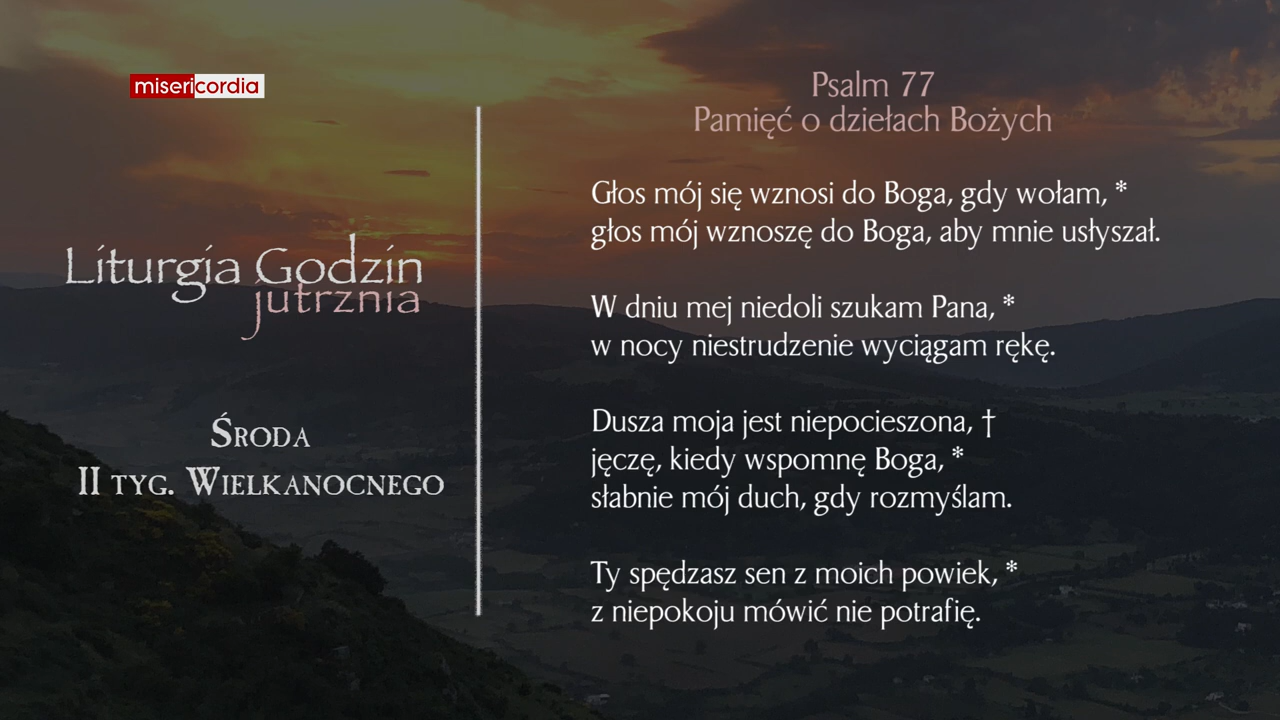 misericordia
Liturgia Godzin
jutrznia
Środa
II tyg. Wielkanocnego
Psalm 77
Pamięć o dziełach Bożych
Głos mój się wznosi do Boga, gdy wołam, *
głos mój wznoszę do Boga, aby mnie usłyszał.
W dniu mej niedoli szukam Pana, *
w nocy niestrudzenie wyciągam rękę.
Dusza moja jest niepocieszona, †
jęczę, kiedy wspomnę Boga, *
słabnie mój duch, gdy rozmyślam.
Ty spędzasz sen z moich powiek, *
z niepokoju mówić nie potrafię.